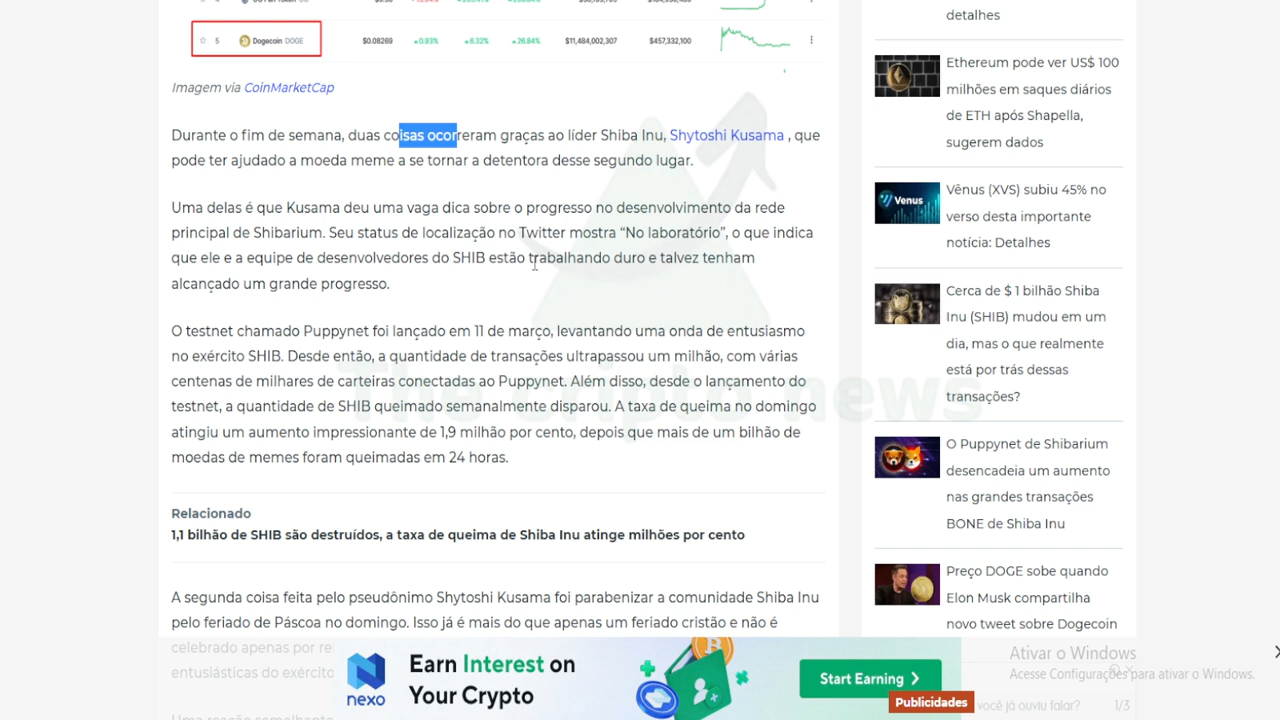 5 Dogecoin DOGE $0.08269 0.93% 6.32% 26.84% $11,484,002,307 $457,332,100
Imagem via CoinMarketCap
Durante o fim de semana, duas coisas ocorreram graças ao líder Shiba Inu, Shytoshi Kusama , que
pode ter ajudado a moeda meme a se tornar a detentora desse segundo lugar.
Uma delas é que Kusama deu uma vaga dica sobre o progresso no desenvolvimento da rede
principal de Shibarium. Seu status de localização no Twitter mostra “No laboratório”, o que indica
que ele e a equipe de desenvolvedores do SHIB estão trabalhando duro e talvez tenham
alcançado um grande progresso.
O testnet chamado Puppynet foi lançado em 11 de março, levantando uma onda de entusiasmo
no exército SHIB. Desde então, a quantidade de transações ultrapassou um milhão, com várias
centenas de milhares de carteiras conectadas ao Puppynet. Além disso, desde o lançamento do
testnet, a quantidade de SHIB queimado semanalmente disparou. A taxa de queima no domingo
atingiu um aumento impressionante de 1,9 milhão por cento, depois que mais de um bilhão de
moedas de memes foram queimadas em 24 horas.
The cripto news
Relacionado
1,1 bilhão de SHIB são destruídos, a taxa de queima de Shiba Inu atinge milhões por cento
A segunda coisa feita pelo pseudônimo Shytoshi Kusama foi parabenizar a comunidade Shiba Inu
pelo feriado de Páscoa no domingo. Isso já é mais do que apenas um feriado cristão e não é
celebrado apenas por re
entusiásticas do exército
detalhes
Ethereum pode ver US$ 100
milhões em saques diários
de ETH após Shapella,
sugerem dados
Venus
Vênus (XVS) subiu 45% no
verso desta importante
notícia: Detalhes
Cerca de $ 1 bilhão Shiba
Inu (SHIB) mudou em um
dia, mas o que realmente
está por trás dessas
transações?
O Puppynet de Shibarium
desencadeia um aumento
nas grandes transações
BONE de Shiba Inu
Preço DOGE sobe quando
Elon Musk compartilha
novo tweet sobre Dogecoin
nexo
Earn Interest on
Your Crypto
Start Earning
Publicidades
Ativar o Windows
Acesse Configurações para ativar o Windows.
você já ouviu falar? 1/3